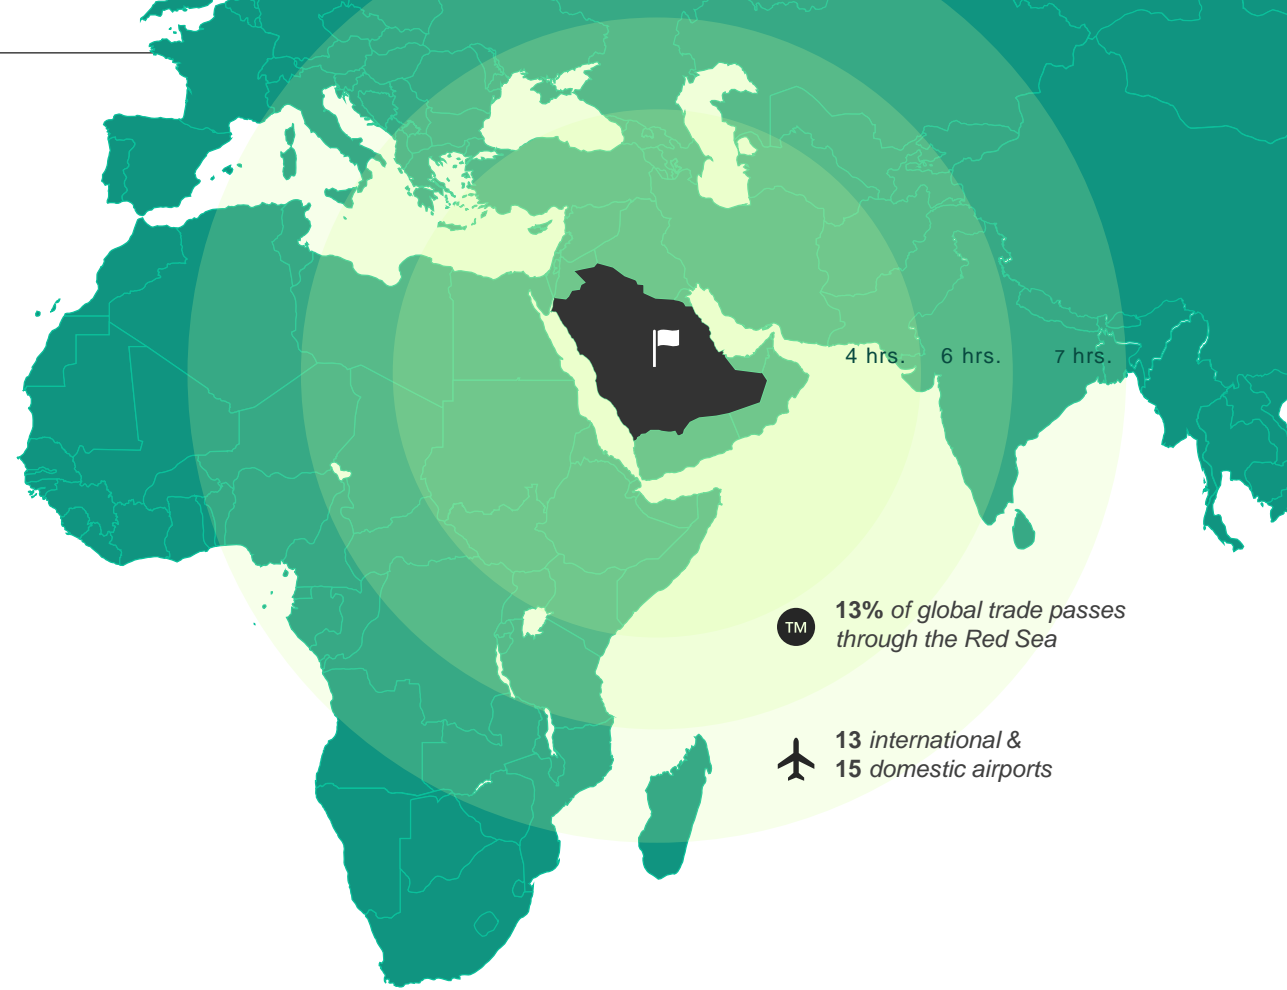 4 hrs. 6 hrs. 7 hrs.
TM
13% of global trade passes
through the Red Sea
13 international &
15 domestic airports